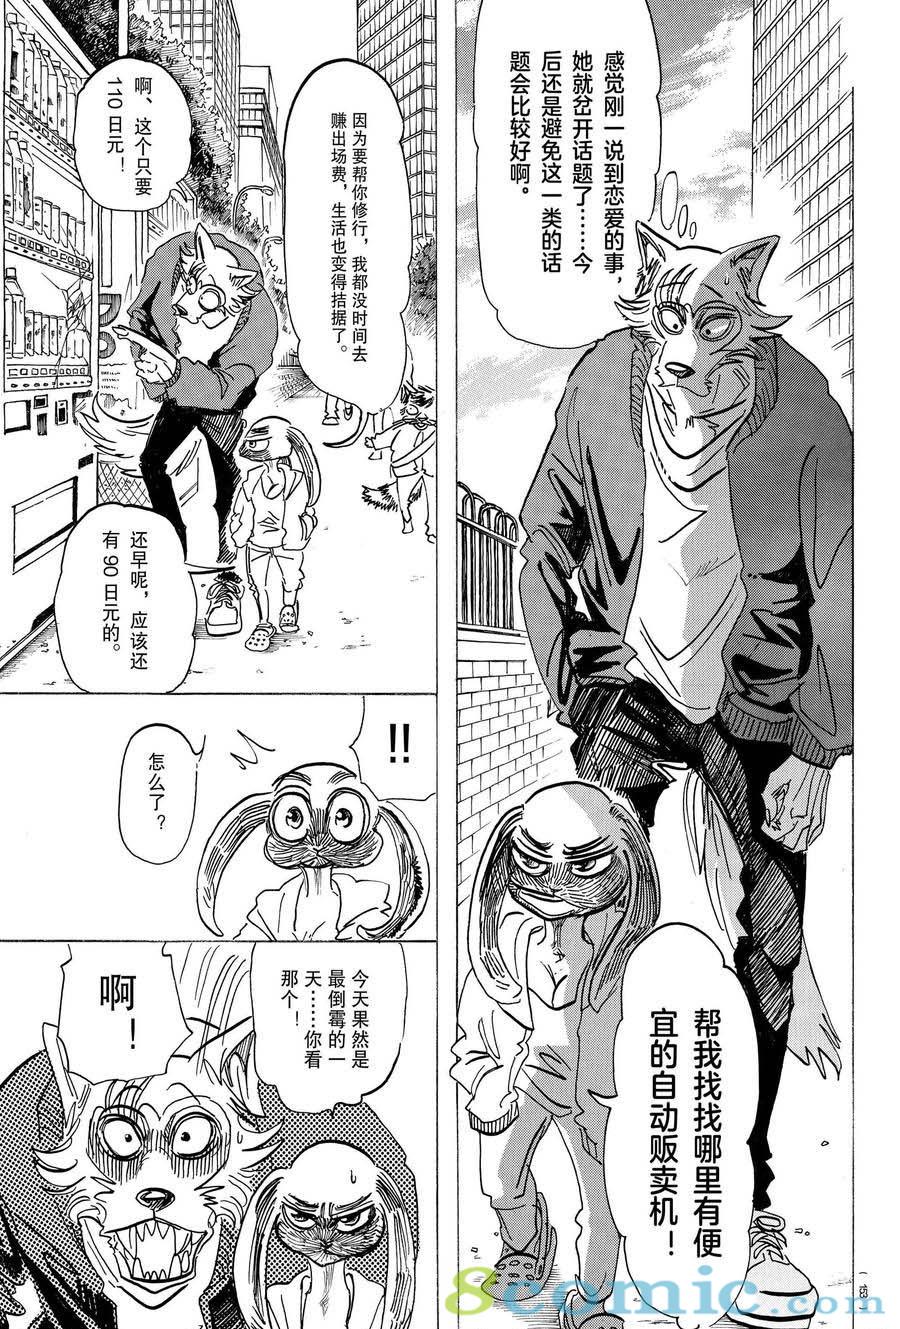 感觉刚一说到恋爱的事，
她就岔开话题了……今
后还是避免这一类的话
题会比较好啊。
帮我找找哪里有便
宜的自动贩卖机！
因为要帮你修行，我都没时间去
赚出场费，生活也变得拮据了。
啊、这个只要
110日元！
还早呢，应该还
有90日元的。
!!
怎么了？
今天果然是
最倒霉的一
天……你看
那个！
啊！
(153)
8comic.com